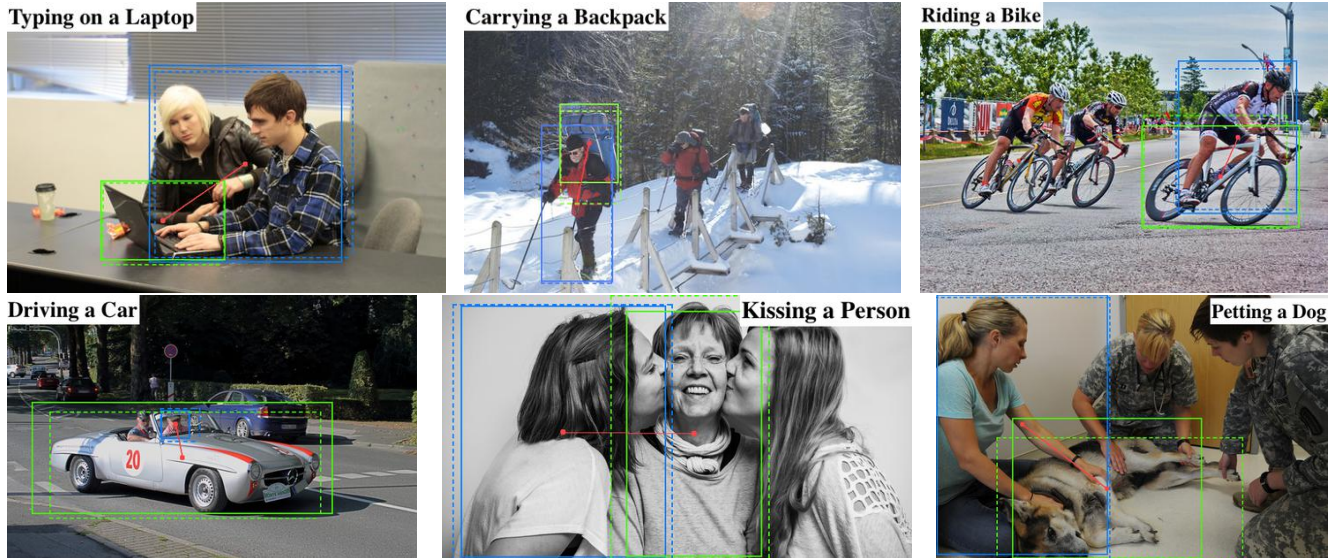 Typing on a Laptop
Carrying a Backpack
Riding a Bike
Driving a Car
20
Kissing a Person
Petting a Dog